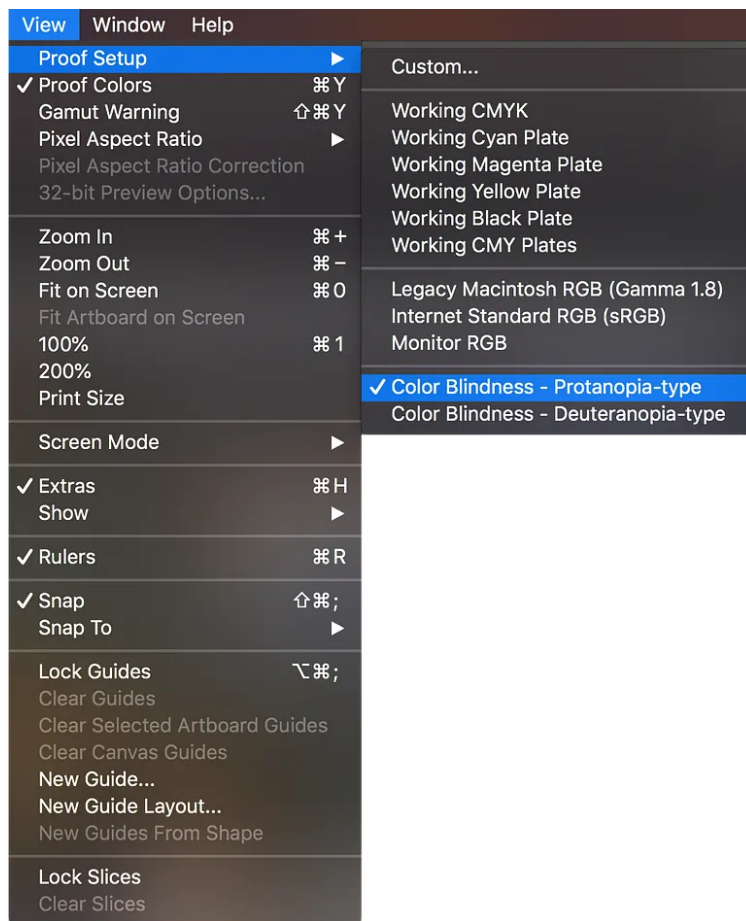 View Window Help
Proof Setup ▶
✓ Proof Colors ⌘Y
Gamut Warning ⇧⌘Y
Pixel Aspect Ratio ▶
Pixel Aspect Ratio Correction
32-bit Preview Options...
Zoom In ⌘+
Zoom Out ⌘−
Fit on Screen ⌘0
Fit Artboard on Screen
100% ⌘1
200%
Print Size
Screen Mode ▶
✓ Extras ⌘H
Show ▶
✓ Rulers ⌘R
✓ Snap ⇧⌘;
Snap To ▶
Lock Guides ⌥⌘;
Clear Guides
Clear Selected Artboard Guides
Clear Canvas Guides
New Guide...
New Guide Layout...
New Guides From Shape
Lock Slices
Clear Slices
Custom...
Working CMYK
Working Cyan Plate
Working Magenta Plate
Working Yellow Plate
Working Black Plate
Working CMY Plates
Legacy Macintosh RGB (Gamma 1.8)
Internet Standard RGB (sRGB)
Monitor RGB
✓ Color Blindness - Protanopia-type
Color Blindness - Deuteranopia-type